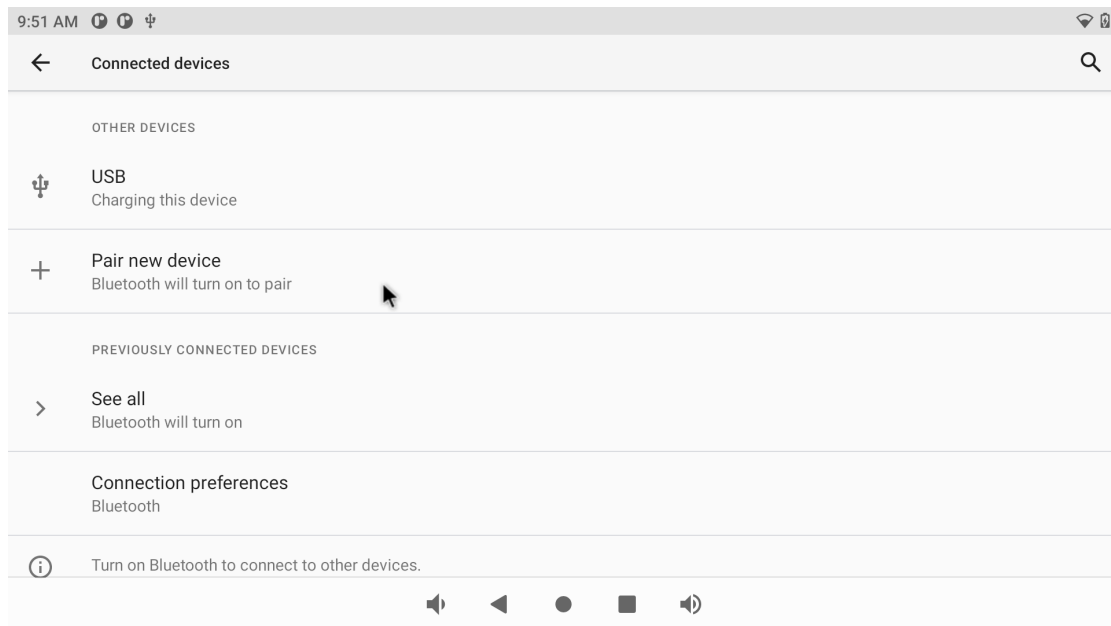 9:51 AM
Connected devices
OTHER DEVICES
USB
Charging this device
Pair new device
Bluetooth will turn on to pair
PREVIOUSLY CONNECTED DEVICES
See all
Bluetooth will turn on
Connection preferences
Bluetooth
Turn on Bluetooth to connect to other devices.